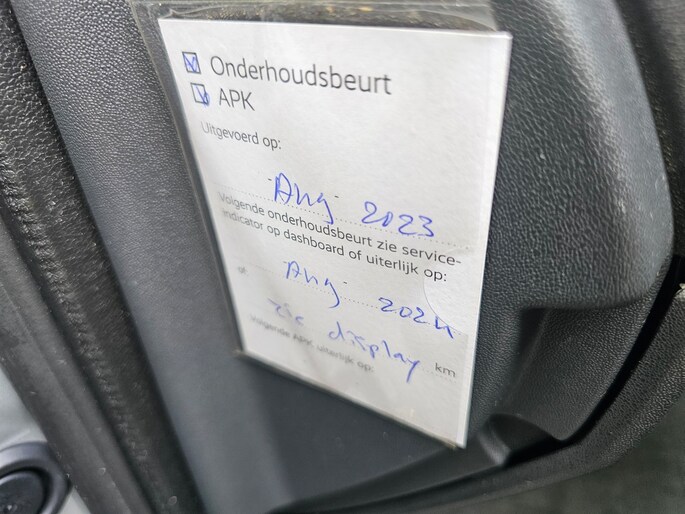 Onderhoudsbeurt
APK
Uitgevoerd op:
Aug 2023
Volgende onderhoudsbeurt zie service-
indicator op dashboard of uiterlijk op:
Aug 2024
of zie display km
Volgende APK, uiterlijk op: